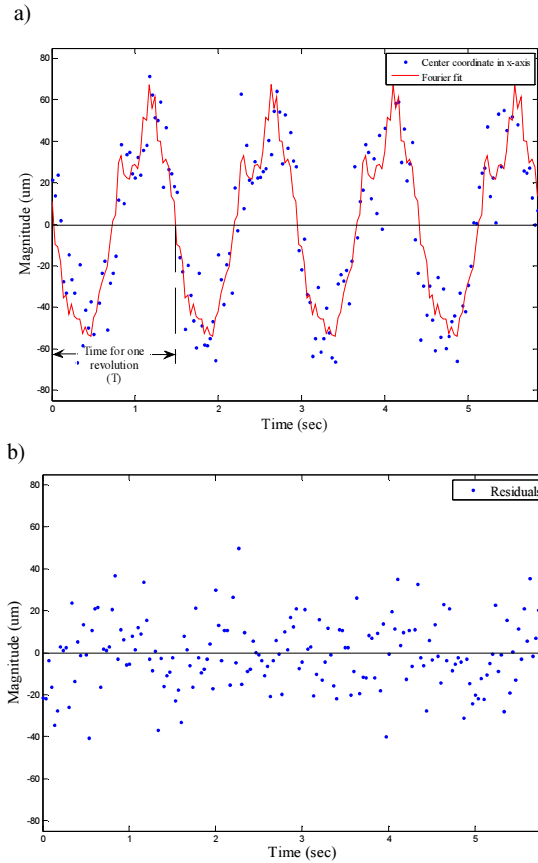 a)
80
60
40
20
0
-20
-40
-60
-80
Magnitude (um)
Center coordinate in x-axis
Fourier fit
Time for one
revolution
(T)
0
1
2
3
4
5
Time (sec)
b)
80
60
40
20
0
-20
-40
-60
-80
Magnitude (um)
Residuals
0
1
2
3
4
5
Time (sec)